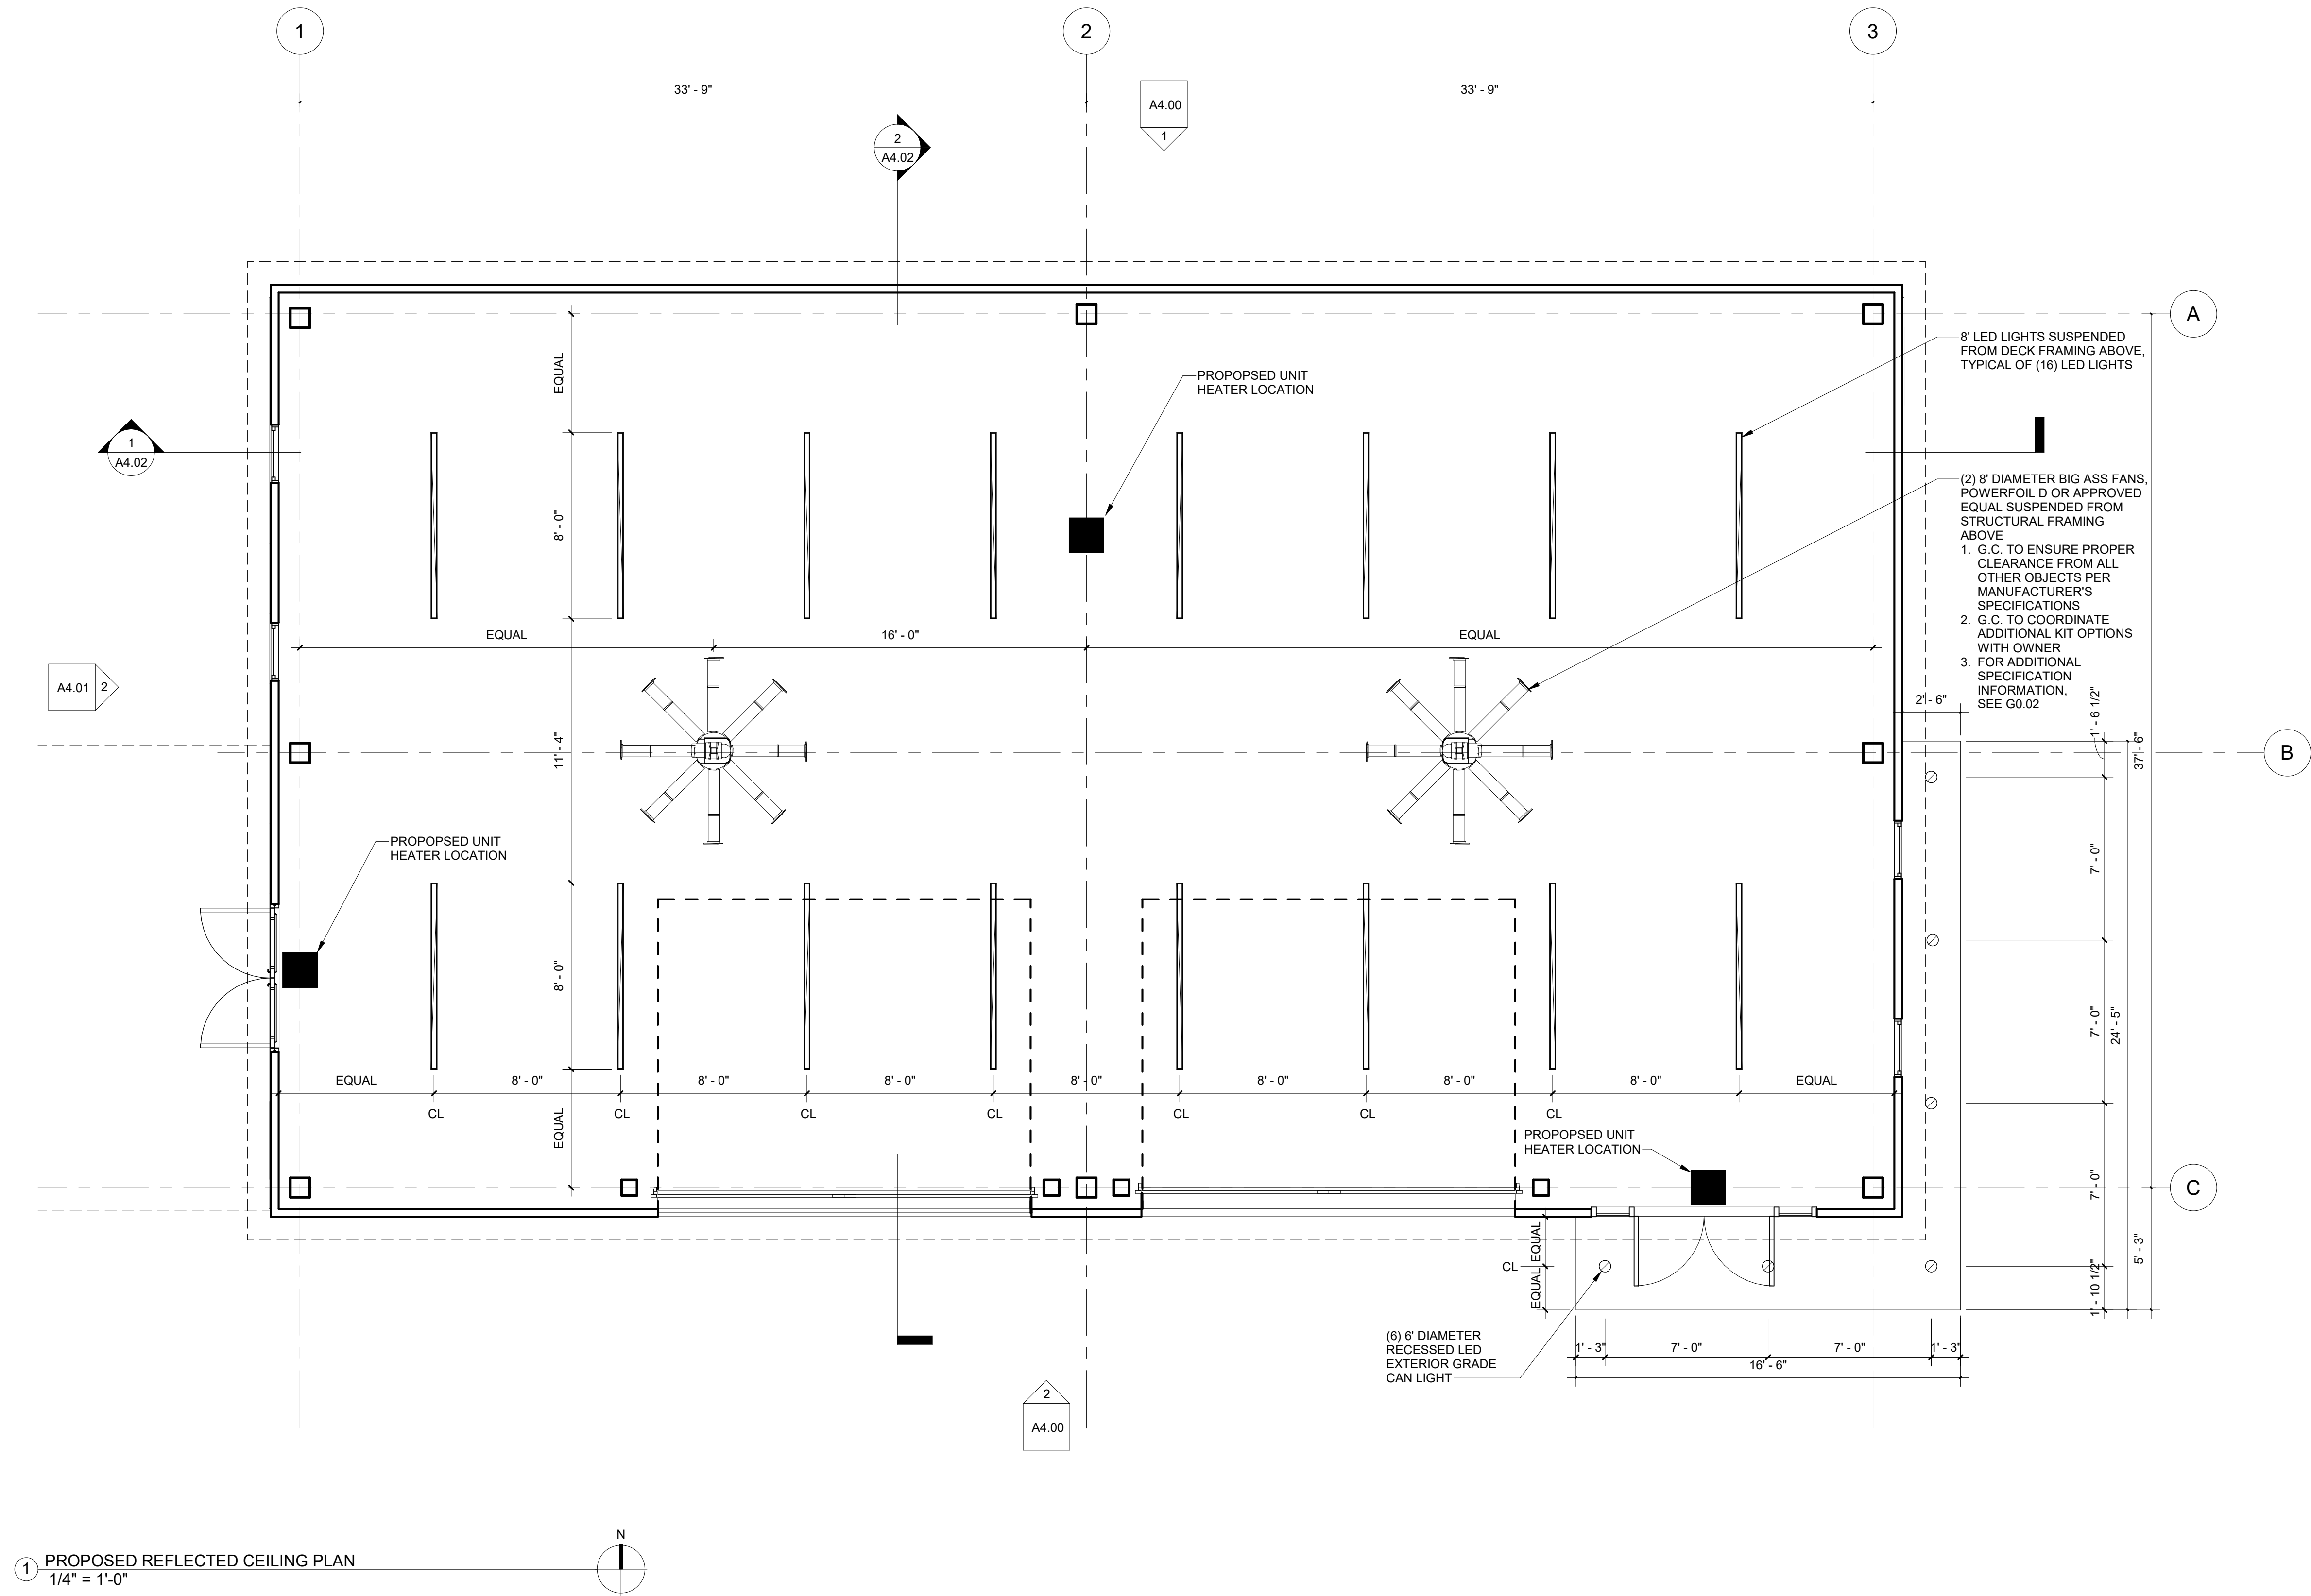 1
2
3
33' - 9"
33' - 9"
A4.00
1
2
A4.02
A
8' LED LIGHTS SUSPENDED
FROM DECK FRAMING ABOVE,
TYPICAL OF (16) LED LIGHTS
EQUAL
PROPOPSED UNIT
HEATER LOCATION
1
A4.02
(2) 8' DIAMETER BIG ASS FANS,
POWERFOIL D OR APPROVED
EQUAL SUSPENDED FROM
STRUCTURAL FRAMING
ABOVE
1. G.C. TO ENSURE PROPER
CLEARANCE FROM ALL
OTHER OBJECTS PER
MANUFACTURER'S
SPECIFICATIONS
2. G.C. TO COORDINATE
ADDITIONAL KIT OPTIONS
WITH OWNER
3. FOR ADDITIONAL
SPECIFICATION
INFORMATION,
SEE G0.02
8' - 0"
EQUAL
16' - 0"
EQUAL
A4.01
2
2' - 6"
1' - 6 1/2"
37' - 6"
B
11' - 4"
PROPOPSED UNIT
HEATER LOCATION
7' - 0"
8' - 0"
7' - 0"
24' - 5"
EQUAL
8' - 0"
8' - 0"
8' - 0"
8' - 0"
8' - 0"
8' - 0"
8' - 0"
EQUAL
CL
CL
CL
CL
CL
CL
CL
EQUAL
PROPOPSED UNIT
HEATER LOCATION
7' - 0"
C
EQUAL
EQUAL
CL
5' - 3"
1' - 10 1/2"
(6) 6' DIAMETER
RECESSED LED
EXTERIOR GRADE
CAN LIGHT
1' - 3"
7' - 0"
7' - 0"
1' - 3"
16' - 6"
2
A4.00
N
1
PROPOSED REFLECTED CEILING PLAN
1/4" = 1'-0"